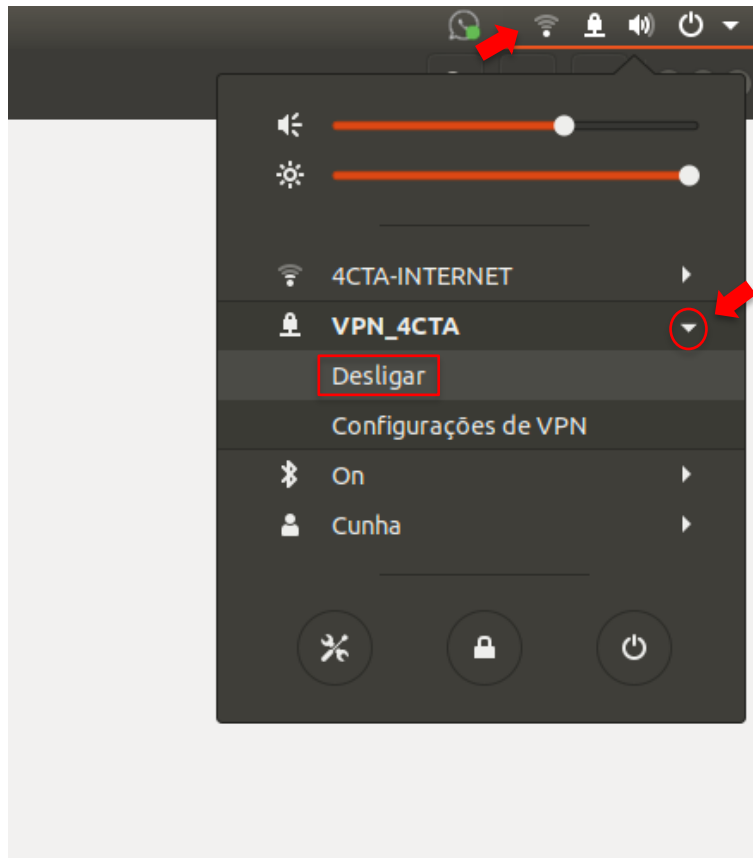 4CTA-INTERNET
VPN_4CTA
Desligar
Configurações de VPN
On
Cunha